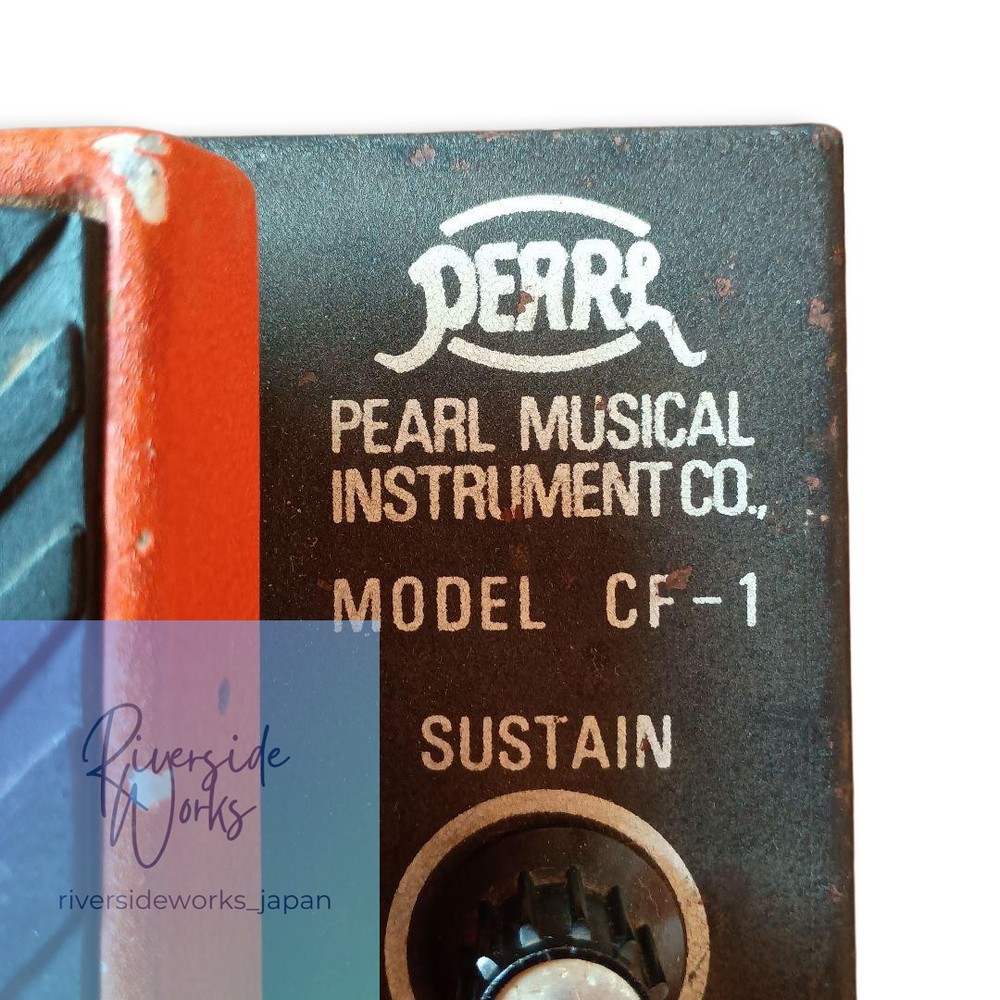 PEARL
PEARL MUSICAL
INSTRUMENT CO.,
MODEL CF-1
SUSTAIN
Riverside
Works
riversideworks_japan